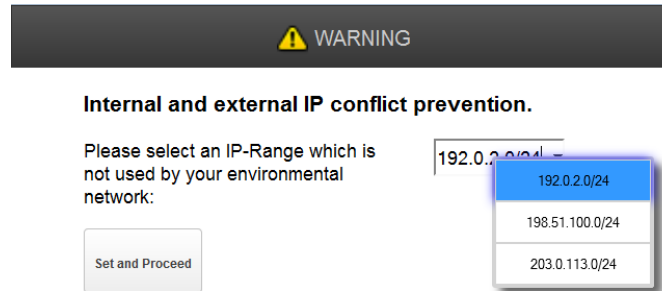 WARNING
Internal and external IP conflict prevention.
Please select an IP-Range which is
not used by your environmental
network:
192.0.2.0/24
192.0.2.0/24
198.51.100.0/24
203.0.113.0/24
Set and Proceed